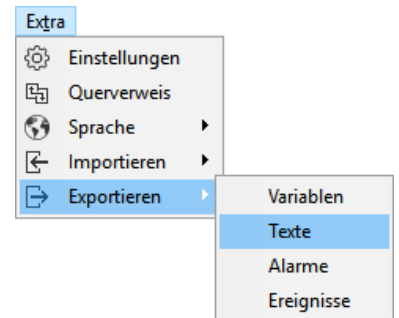 Extra
Einstellungen
Querverweis
Sprache
Importieren
Exportieren
Variablen
Texte
Alarme
Ereignisse